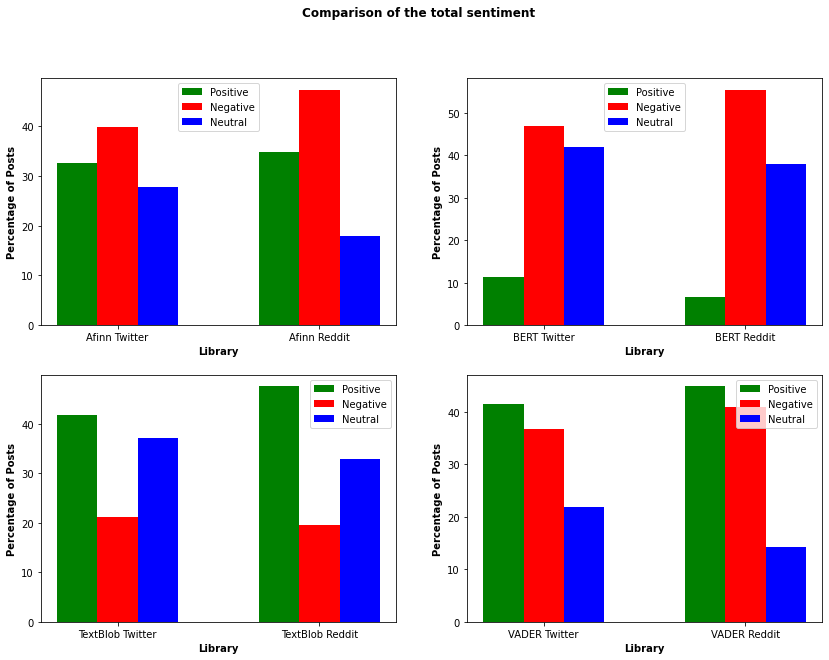 Comparison of the total sentiment
Percentage of Posts
40
30
20
10
0
Positive
Negative
Neutral
Afinn Twitter
Afinn Reddit
Library
Percentage of Posts
50
40
30
20
10
0
Positive
Negative
Neutral
BERT Twitter
BERT Reddit
Library
Percentage of Posts
40
30
20
10
0
Positive
Negative
Neutral
TextBlob Twitter
TextBlob Reddit
Library
Percentage of Posts
40
30
20
10
0
Positive
Negative
Neutral
VADER Twitter
VADER Reddit
Library